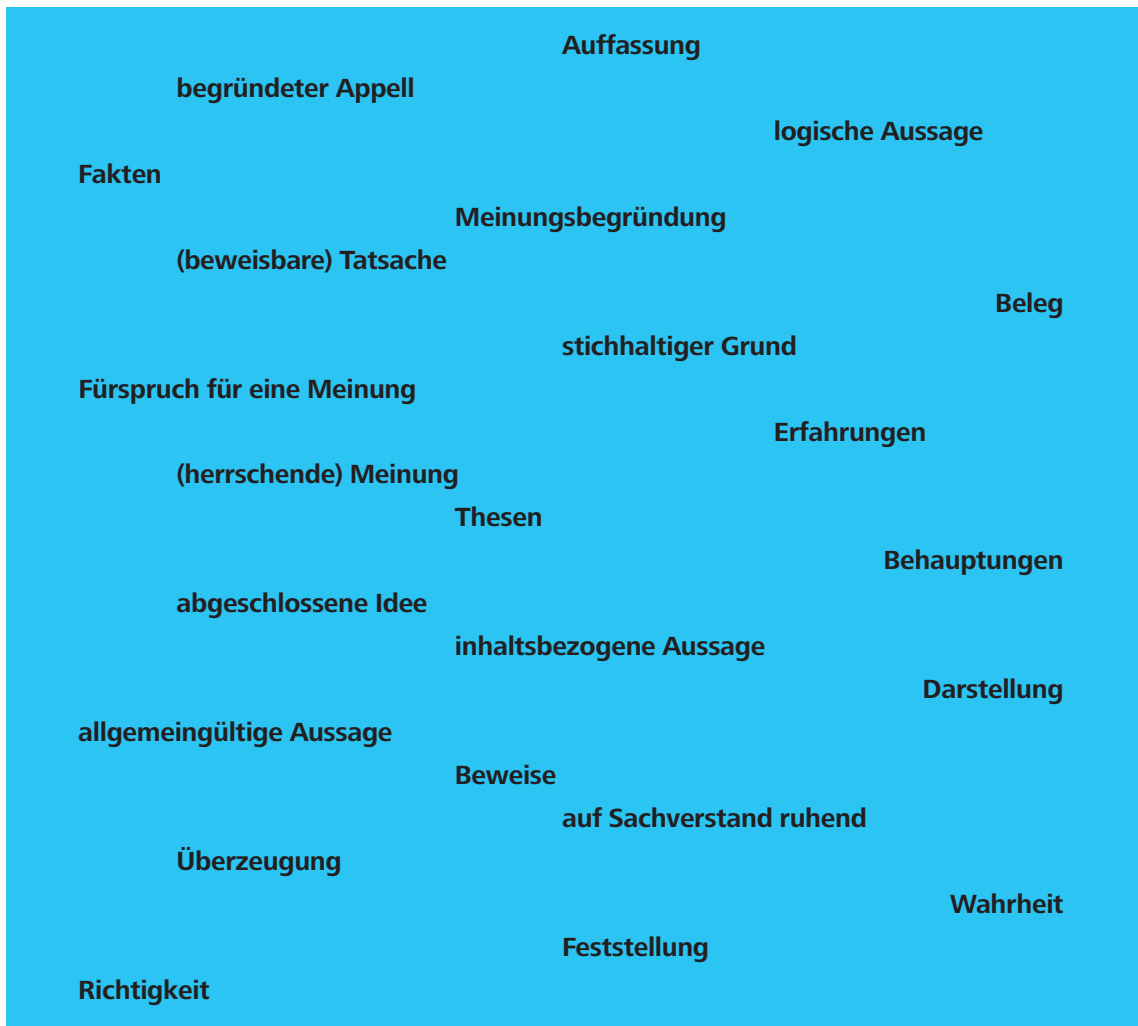 Auffassung
begründeter Appell
logische Aussage
Fakten
Meinungsbegründung
(beweisbare) Tatsache
Beleg
stichhaltiger Grund
Fürspruch für eine Meinung
Erfahrungen
(herrschende) Meinung
Thesen
Behauptungen
abgeschlossene Idee
inhaltsbezogene Aussage
Darstellung
allgemeingültige Aussage
Beweise
auf Sachverstand ruhend
Überzeugung
Wahrheit
Feststellung
Richtigkeit